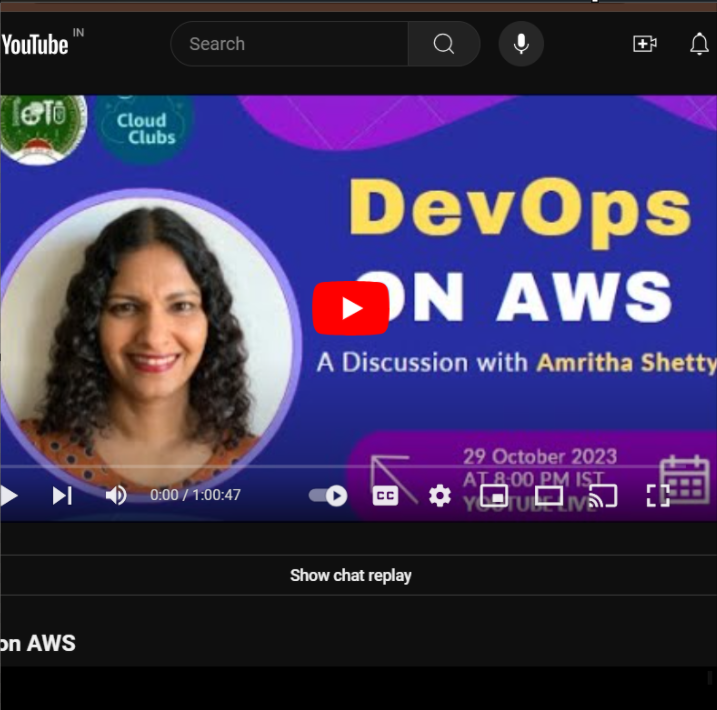 YouTube IN
Search
Cloud
Clubs
DevOps
ON AWS
A Discussion with Amritha Shetty
29 October 2023
AT 8:00 PM IST
YOUTUBE LIVE
0:00 / 1:00:47
CC
Show chat replay
on AWS